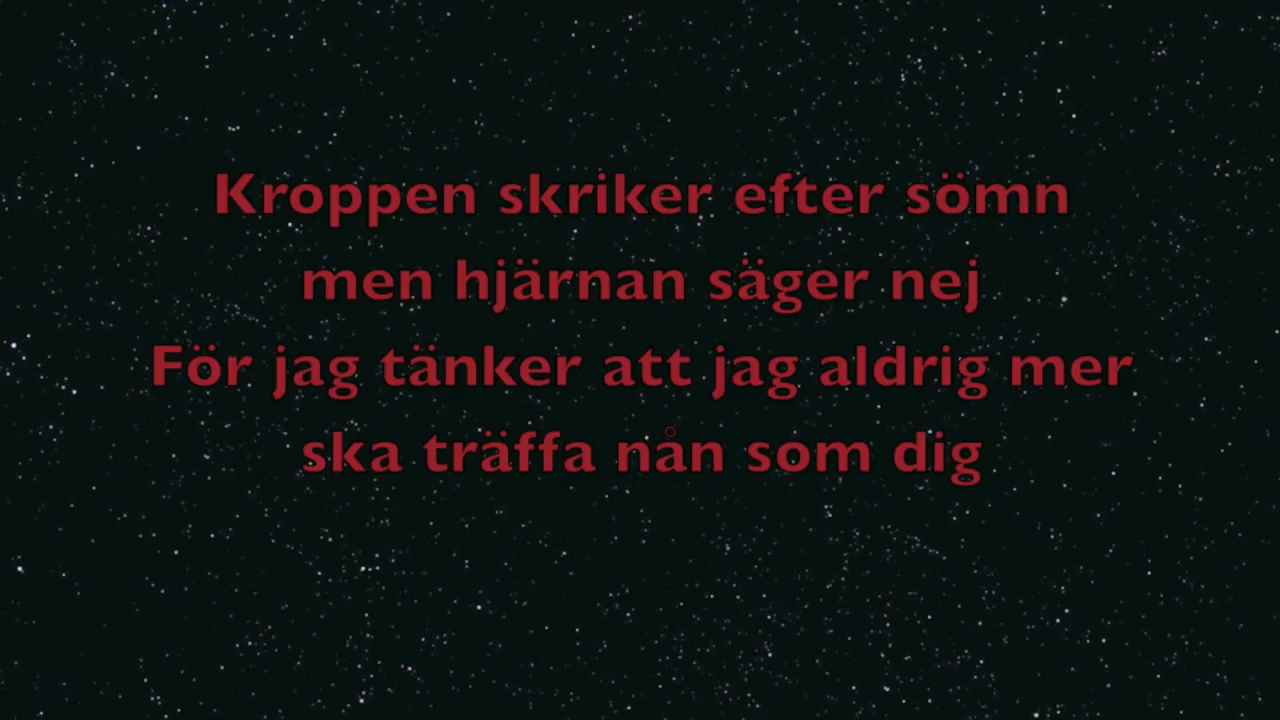 Kroppen skriker efter sömn
men hjärnan säger nej
För jag tänker att jag aldrig mer
ska träffa nån som dig